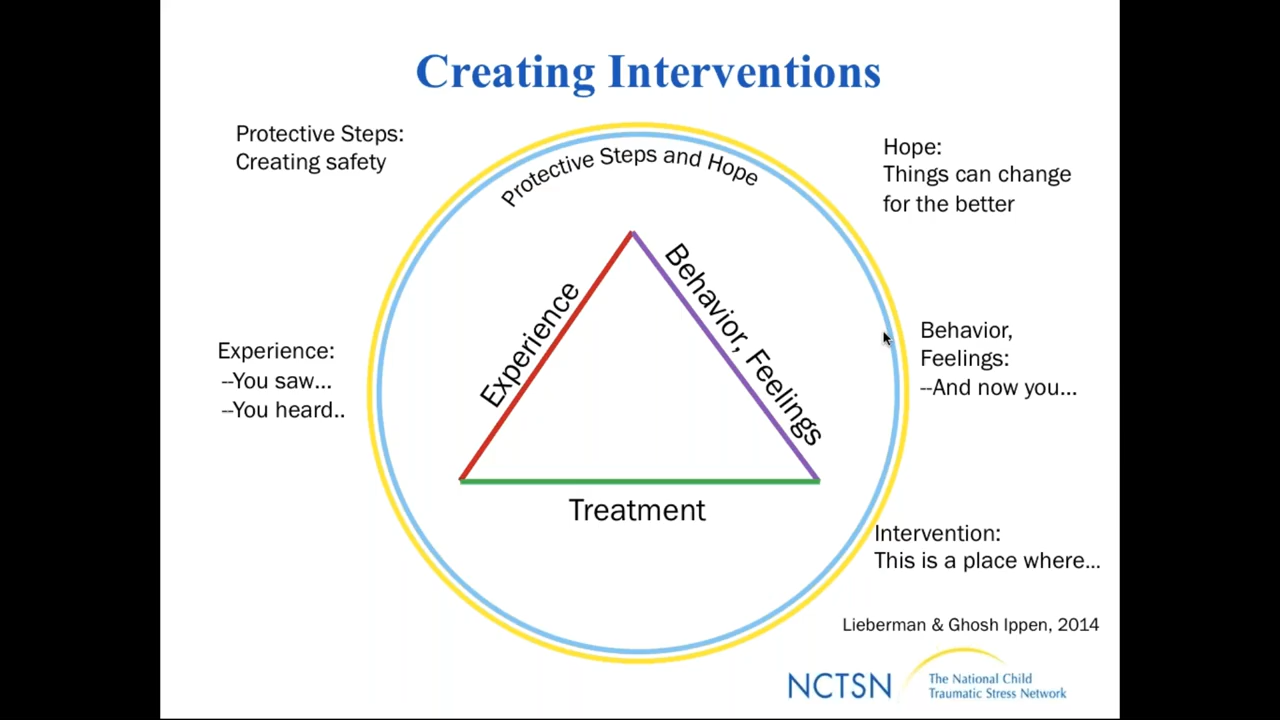 Creating Interventions
Protective Steps:
Creating safety
Protective Steps and Hope
Hope:
Things can change
for the better
Experience
Behavior, Feelings
Experience:
--You saw...
--You heard..
Behavior,
Feelings:
--And now you...
Treatment
Intervention:
This is a place where...
Lieberman & Ghosh Ippen, 2014
NCTSN
The National Child
Traumatic Stress Network